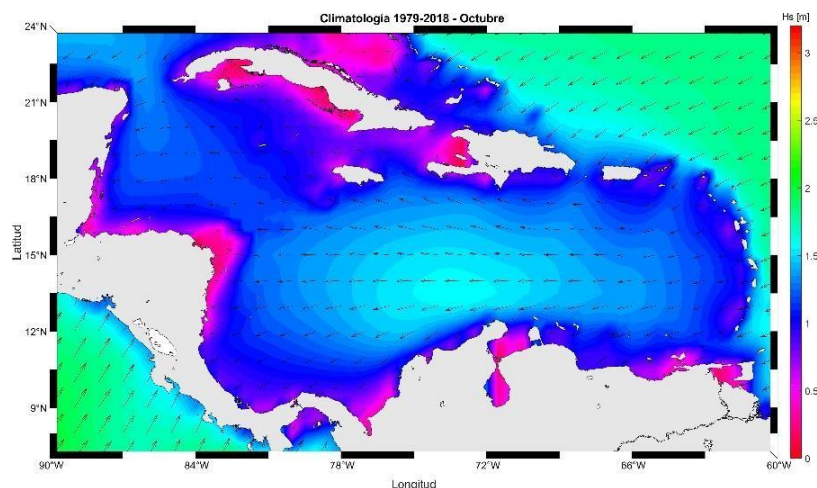 Climatología 1979-2018 - Octubre
Hs [m]
24°N
21°N
18°N
15°N
12°N
9°N
Latitud
90°W
84°W
78°W
72°W
66°W
60°W
Longitud
3
2.5
2
1.5
1
0.5
0